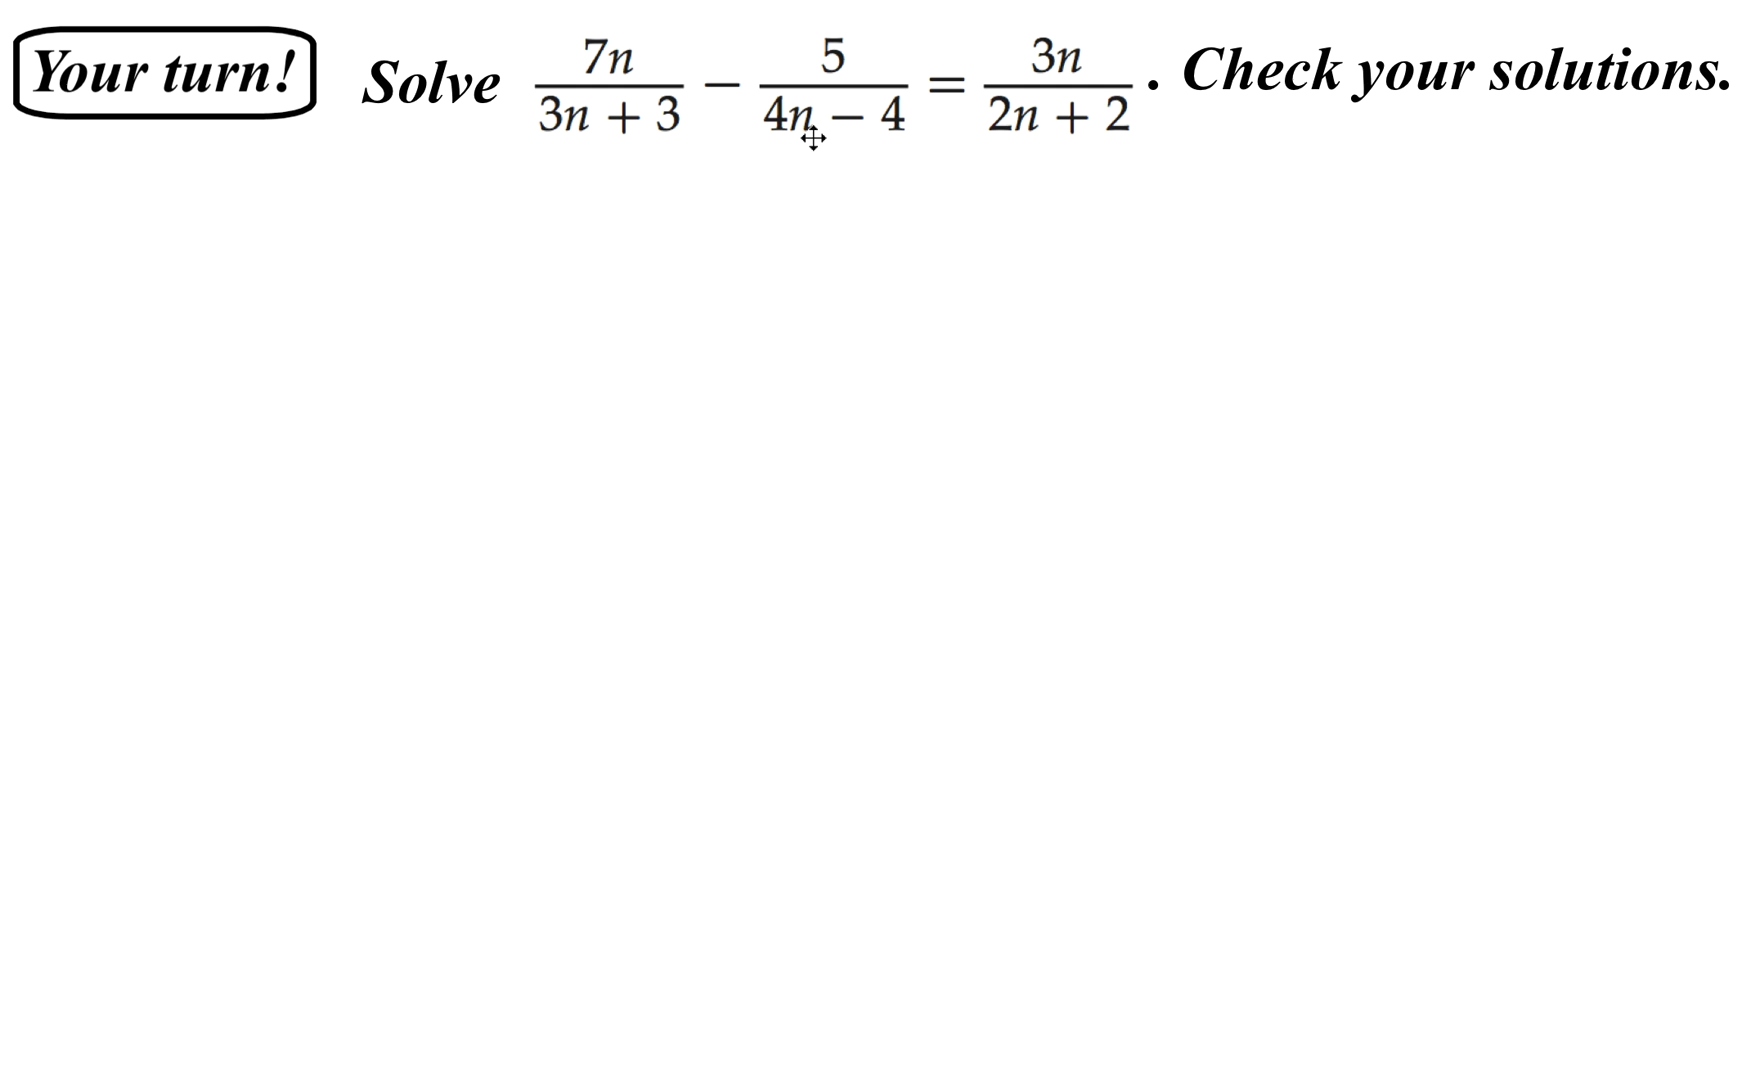 Your turn! Solve 7n/(3n + 3) − 5/(4n − 4) = 3n/(2n + 2) . Check your solutions.